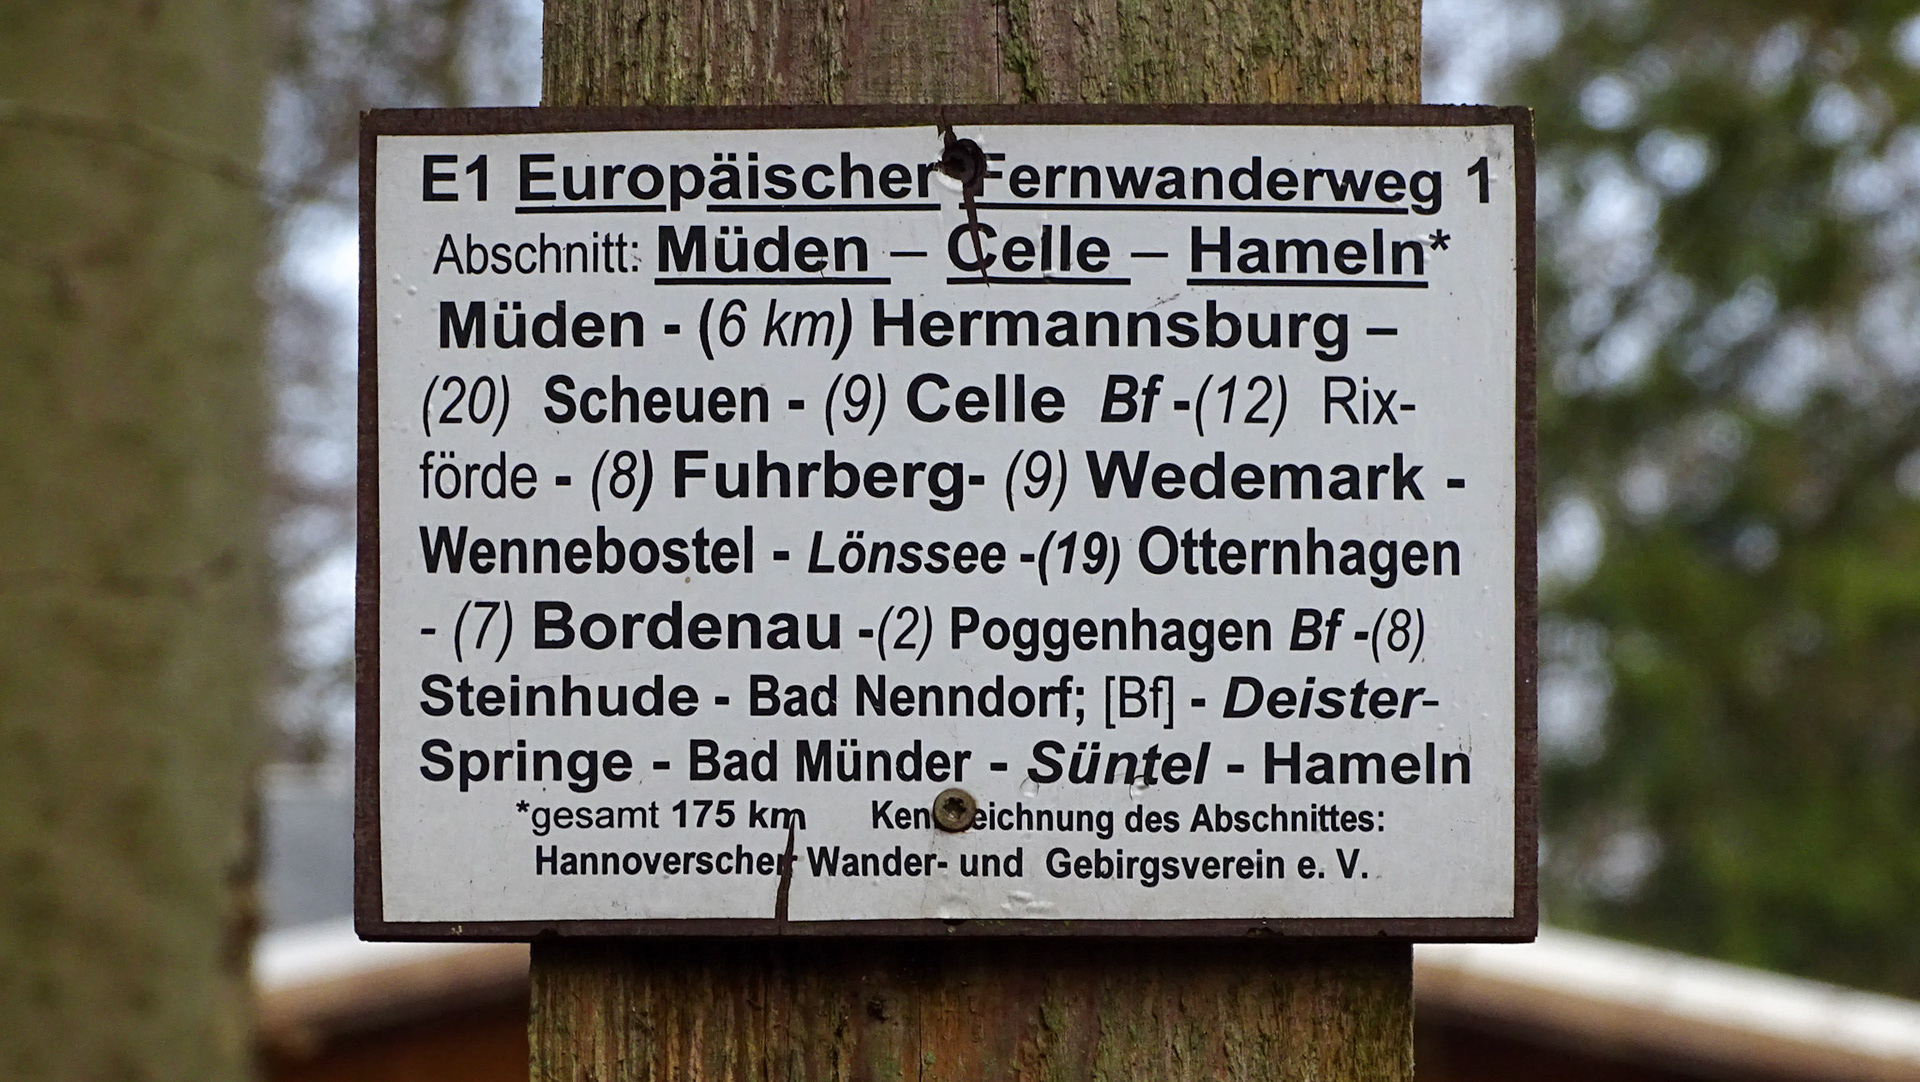 E1 Europäischer Fernwanderweg 1
Abschnitt: Müden – Celle – Hameln*
Müden - (6 km) Hermannsburg –
(20) Scheuen - (9) Celle Bf -(12) Rix-
förde - (8) Fuhrberg- (9) Wedemark -
Wennebostel - Lönssee -(19) Otternhagen
- (7) Bordenau -(2) Poggenhagen Bf -(8)
Steinhude - Bad Nenndorf; [Bf] - Deister-
Springe - Bad Münder - Süntel - Hameln
*gesamt 175 km Kennzeichnung des Abschnittes:
Hannoverscher Wander- und Gebirgsverein e. V.